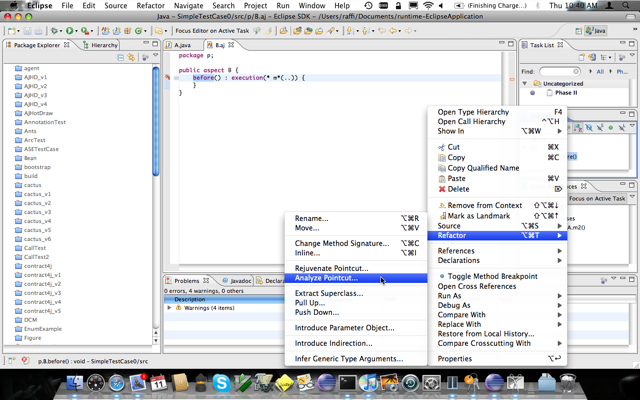 Eclipse File Edit Source Refactor Navigate Search Project Run Window Help (Finishing Charge... Thu 10:40 AM
Java – SimpleTestCase0/src/p/B.aj – Eclipse SDK – /Users/raffi/Documents/runtime-EclipseApplication
Focus Editor on Active Task
Java
Package Explorer
Hierarchy
agent
AJHD_v1
AJHD_v2
AJHD_v3
AJHD_v4
AJHotDraw
AnnotationTest
Ants
ArcTest
ASETestCase
Bean
bootstrap
build
cactus
cactus_v1
cactus_v2
cactus_v3
cactus_v4
cactus_v5
cactus_v6
Call
CallTest2
contract4j
contract4j_v1
contract4j_v2
contract4j_v3
contract4j_v4
contract4j_v5
DCM
EnumExample
Figure
A.java
B.aj
package p;
public aspect B {
before() : execution(* m*(..)) {
}
}
Task List
Find:
All
Uncategorized
Phase II
Open Type Hierarchy F4
Open Call Hierarchy ^⌥H
Show In ⌥⌘W
Cut ⌘X
Copy ⌘C
Copy Qualified Name
Paste ⌘V
Delete ⌦
Remove from Context ⇧⌥⌘↓
Mark as Landmark ⇧⌥⌘↑
Source ⌥⌘S
Refactor ⌥⌘T
References
Declarations
Toggle Method Breakpoint
Open Cross References
Run As
Debug As
Compare With
Replace With
Restore from Local History...
Compare Crosscutting With
Properties ⌥↩
Rename... ⌥⌘R
Move... ⌥⌘V
Change Method Signature... ⌥⌘C
Inline... ⌥⌘I
Rejuvenate Pointcut...
Analyze Pointcut...
Extract Superclass...
Pull Up...
Push Down...
Introduce Parameter Object...
Introduce Indirection...
Infer Generic Type Arguments...
on Active Task
Problems
Javadoc
0 errors, 4 warnings, 0 others
Description
Warnings (4 items)
p.B.before() : – SimpleTestCase0/src